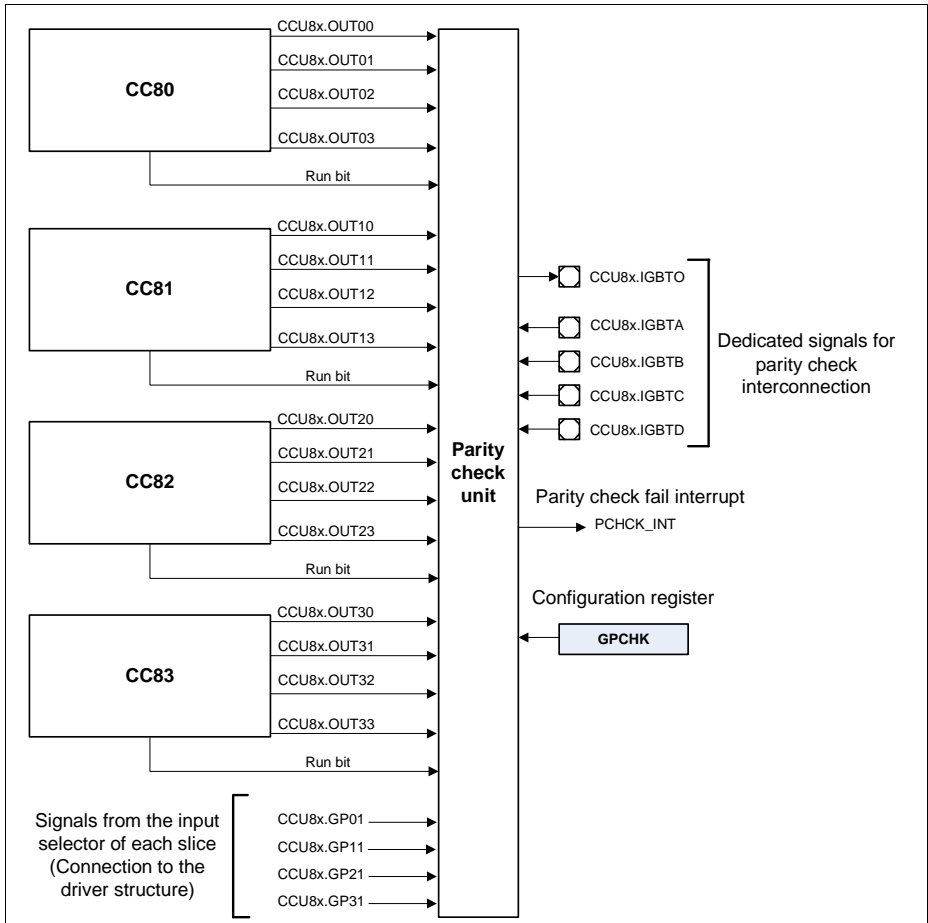 CCU8x.OUT00
CCU8x.OUT01
CC80
CCU8x.OUT02
CCU8x.OUT03
Run bit
CCU8x.OUT10
CCU8x.OUT11
CC81
CCU8x.OUT12
CCU8x.OUT13
Run bit
CCU8x.OUT20
CCU8x.OUT21
CC82
CCU8x.OUT22
CCU8x.OUT23
Run bit
CCU8x.OUT30
CCU8x.OUT31
CC83
CCU8x.OUT32
CCU8x.OUT33
Run bit
Signals from the input
selector of each slice
(Connection to the
driver structure)
CCU8x.GP01
CCU8x.GP11
CCU8x.GP21
CCU8x.GP31
Parity
check
unit
CCU8x.IGBTO
CCU8x.IGBTA
CCU8x.IGBTB
CCU8x.IGBTC
CCU8x.IGBTD
Dedicated signals for
parity check
interconnection
Parity check fail interrupt
PCHCK_INT
Configuration register
GPCHK